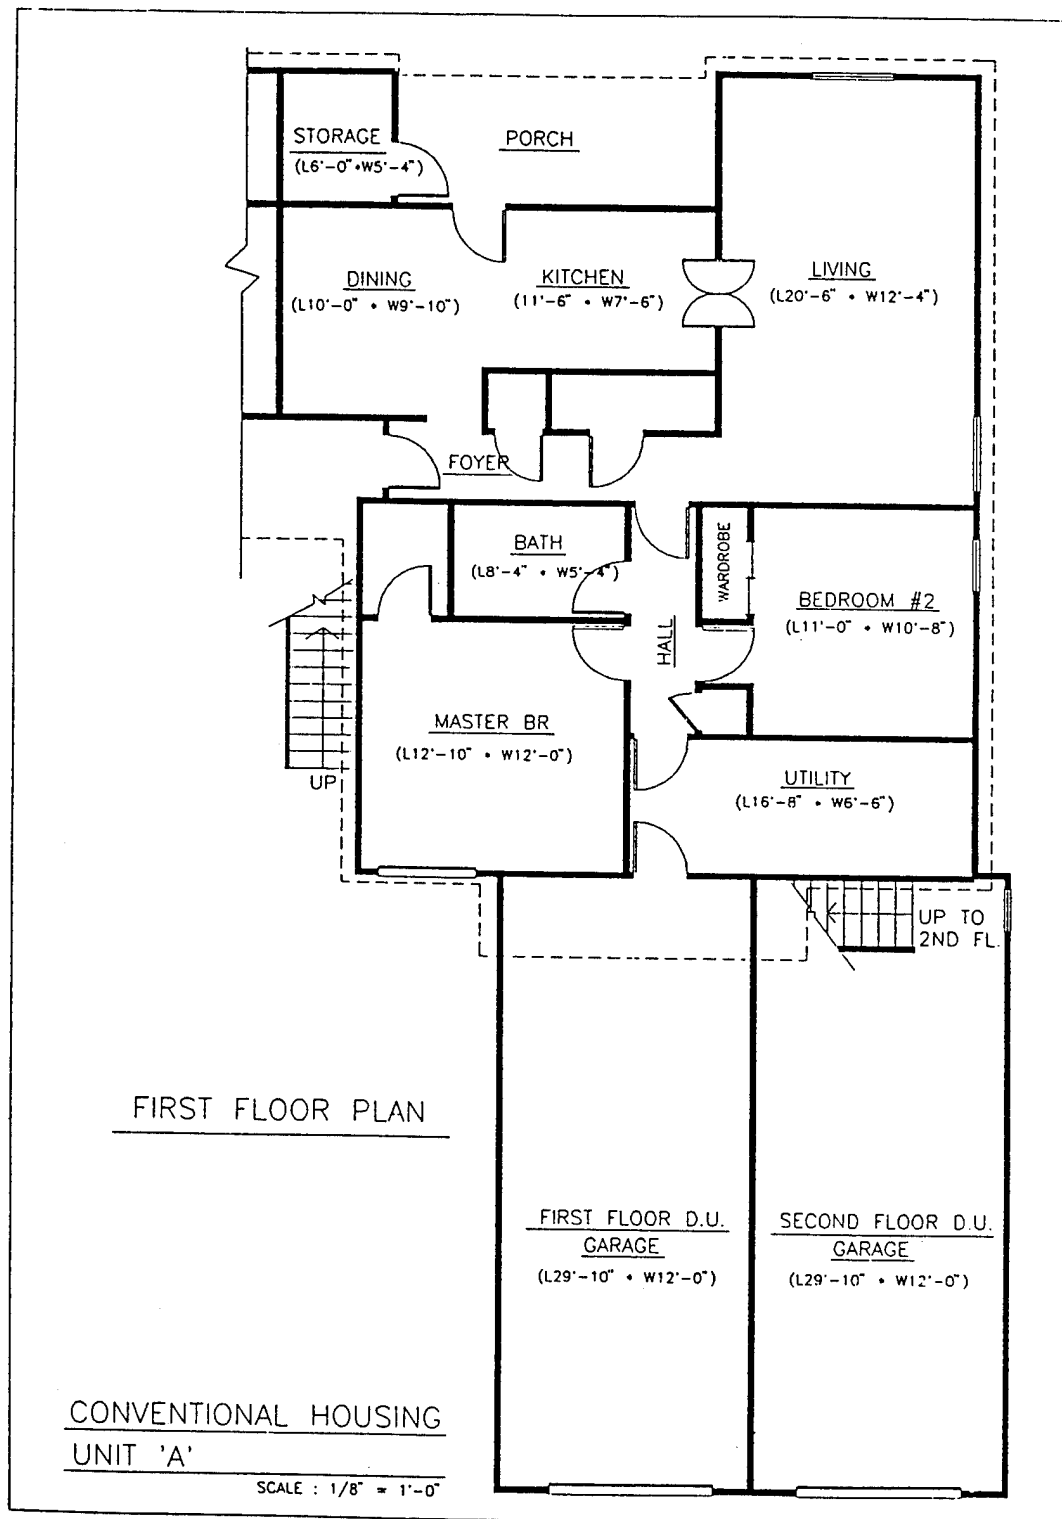 STORAGE
(L6'-0" * W5'-4")
PORCH
DINING
(L10'-0" * W9'-10")
KITCHEN
(11'-6" * W7'-6")
LIVING
(L20'-6" * W12'-4")
FOYER
BATH
(L8'-4" * W5'-4")
WARDROBE
BEDROOM #2
(L11'-0" * W10'-8")
HALL
MASTER BR
(L12'-10" * W12'-0")
UP
UTILITY
(L16'-8" * W6'-6")
UP TO
2ND FL.
FIRST FLOOR PLAN
FIRST FLOOR D.U.
GARAGE
(L29'-10" * W12'-0")
SECOND FLOOR D.U.
GARAGE
(L29'-10" * W12'-0")
CONVENTIONAL HOUSING
UNIT 'A'
SCALE : 1/8" = 1'-0"